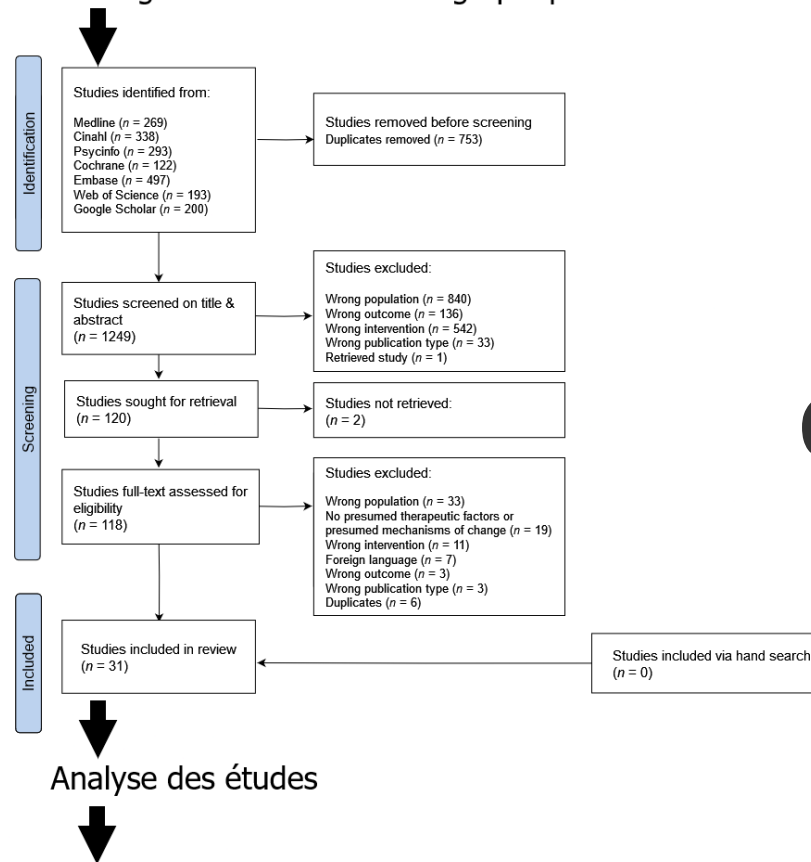 Identification
Studies identified from:
Medline (n = 269)
Cinahl (n = 338)
Psycinfo (n = 293)
Cochrane (n = 122)
Embase (n = 497)
Web of Science (n = 193)
Google Scholar (n = 200)
Studies removed before screening
Duplicates removed (n = 753)
Screening
Studies screened on title &
abstract
(n = 1249)
Studies excluded:
Wrong population (n = 840)
Wrong outcome (n = 136)
Wrong intervention (n = 542)
Wrong publication type (n = 33)
Retrieved study (n = 1)
Studies sought for retrieval
(n = 120)
Studies not retrieved:
(n = 2)
Studies full-text assessed for
eligibility
(n = 118)
Studies excluded:
Wrong population (n = 33)
No presumed therapeutic factors or
presumed mechanisms of change (n = 19)
Wrong intervention (n = 11)
Foreign language (n = 7)
Wrong outcome (n = 3)
Wrong publication type (n = 3)
Duplicates (n = 6)
Included
Studies included in review
(n = 31)
Studies included via hand search
(n = 0)
Analyse des études